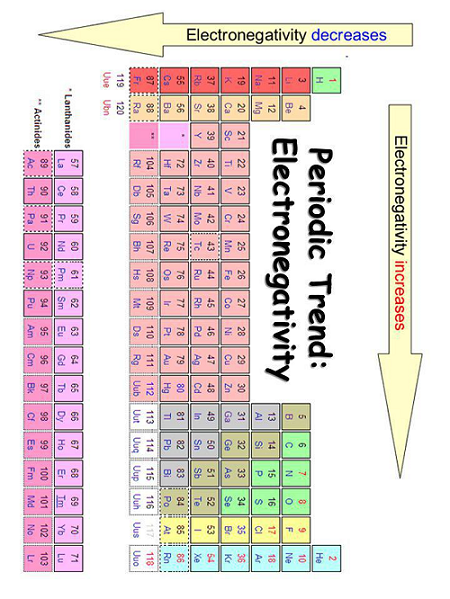 Electronegativity decreases
Electronegativity increases
Periodic Trend:
Electronegativity
1 2
H He
3 4 5 6 7 8 9 10
Li Be B C N O F Ne
11 12 13 14 15 16 17 18
Na Mg Al Si P S Cl Ar
19 20 21 22 23 24 25 26 27 28 29 30 31 32 33 34 35 36
K Ca Sc Ti V Cr Mn Fe Co Ni Cu Zn Ga Ge As Se Br Kr
37 38 39 40 41 42 43 44 45 46 47 48 49 50 51 52 53 54
Rb Sr Y Zr Nb Mo Tc Ru Rh Pd Ag Cd In Sn Sb Te I Xe
55 56 * 72 73 74 75 76 77 78 79 80 81 82 83 84 85 86
Cs Ba Hf Ta W Re Os Ir Pt Au Hg Tl Pb Bi Po At Rn
87 88 ** 104 105 106 107 108 109 110 111 112 113 114 115 116 117 118
Fr Ra Rf Db Sg Bh Hs Mt Ds Rg Uub Uut Uuq Uup Uuh Uus Uuo
119 120
Uue Ubn
* Lanthanides 57 58 59 60 61 62 63 64 65 66 67 68 69 70 71
La Ce Pr Nd Pm Sm Eu Gd Tb Dy Ho Er Tm Yb Lu
** Actinides 89 90 91 92 93 94 95 96 97 98 99 100 101 102 103
Ac Th Pa U Np Pu Am Cm Bk Cf Es Fm Md No Lr